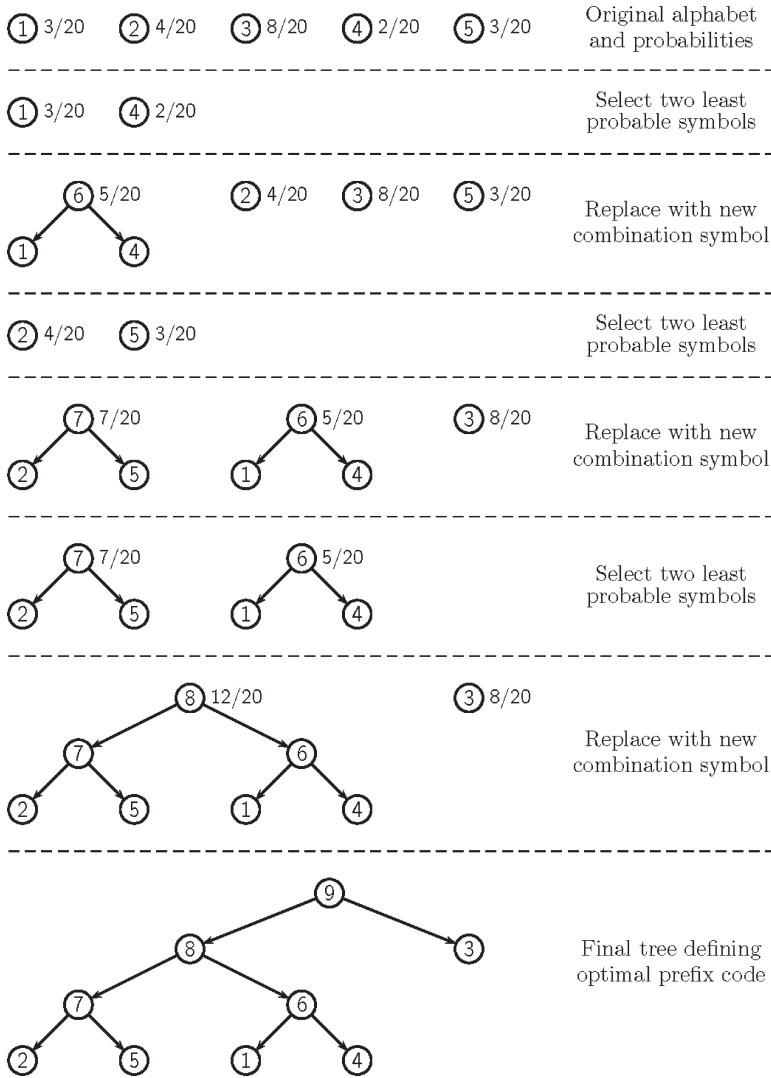 1 3/20 2 4/20 3 8/20 4 2/20 5 3/20
Original alphabet
and probabilities
1 3/20 4 2/20
Select two least
probable symbols
6 5/20 2 4/20 3 8/20 5 3/20
1 4
Replace with new
combination symbol
2 4/20 5 3/20
Select two least
probable symbols
7 7/20 6 5/20 3 8/20
2 5 1 4
Replace with new
combination symbol
7 7/20 6 5/20
2 5 1 4
Select two least
probable symbols
8 12/20 3 8/20
7 6
2 5 1 4
Replace with new
combination symbol
9
8 3
7 6
2 5 1 4
Final tree defining
optimal prefix code